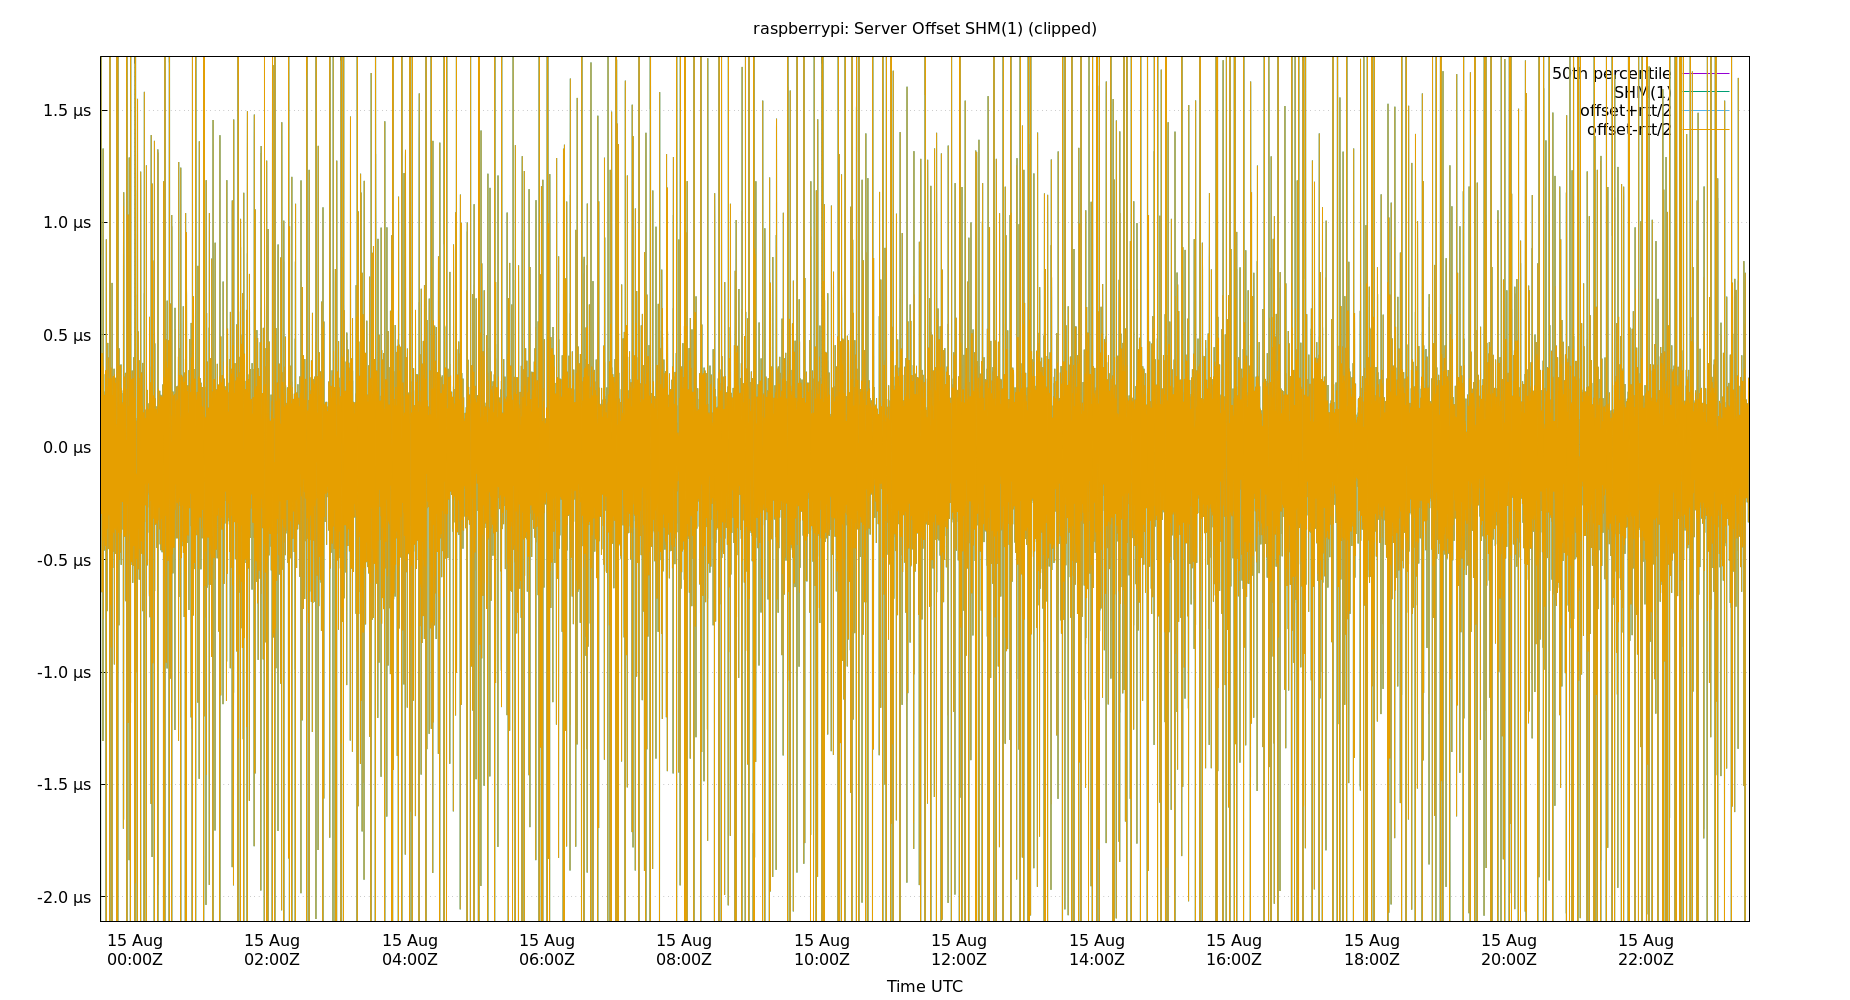 raspberrypi: Server Offset SHM(1) (clipped)
50th percentile
SHM(1)
offset+rtt/2
offset-rtt/2
1.5 µs
1.0 µs
0.5 µs
0.0 µs
-0.5 µs
-1.0 µs
-1.5 µs
-2.0 µs
15 Aug 15 Aug 15 Aug 15 Aug 15 Aug 15 Aug 15 Aug 15 Aug 15 Aug 15 Aug 15 Aug 15 Aug
00:00Z 02:00Z 04:00Z 06:00Z 08:00Z 10:00Z 12:00Z 14:00Z 16:00Z 18:00Z 20:00Z 22:00Z
Time UTC